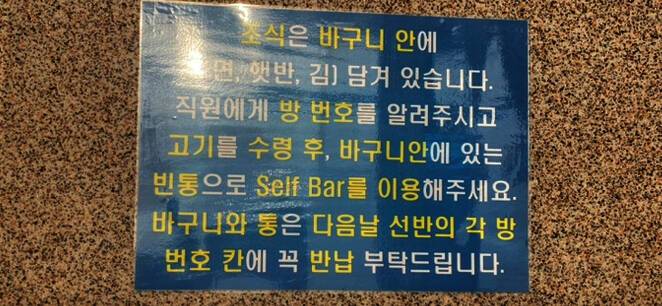 조식은 바구니 안에
면, 햇반, 김) 담겨 있습니다.
직원에게 방 번호를 알려주시고
고기를 수령 후, 바구니안에 있는
빈통으로 Self Bar를 이용해주세요.
바구니와 통은 다음날 선반의 각 방
번호 칸에 꼭 반납 부탁드립니다.